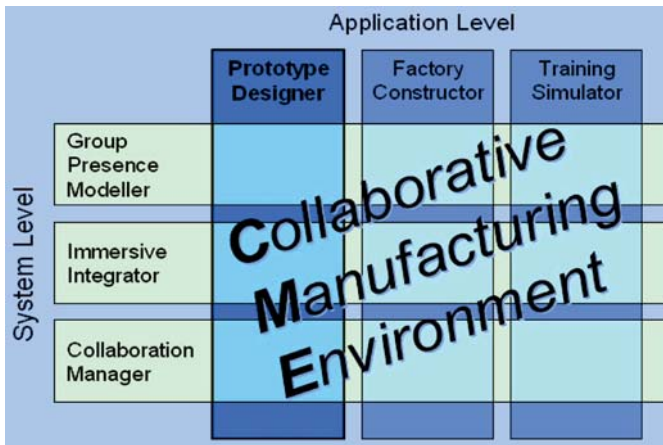 Application Level
Prototype
Designer
Factory
Constructor
Training
Simulator
System Level
Group
Presence
Modeller
Immersive
Integrator
Collaboration
Manager
Collaborative
Manufacturing
Environment